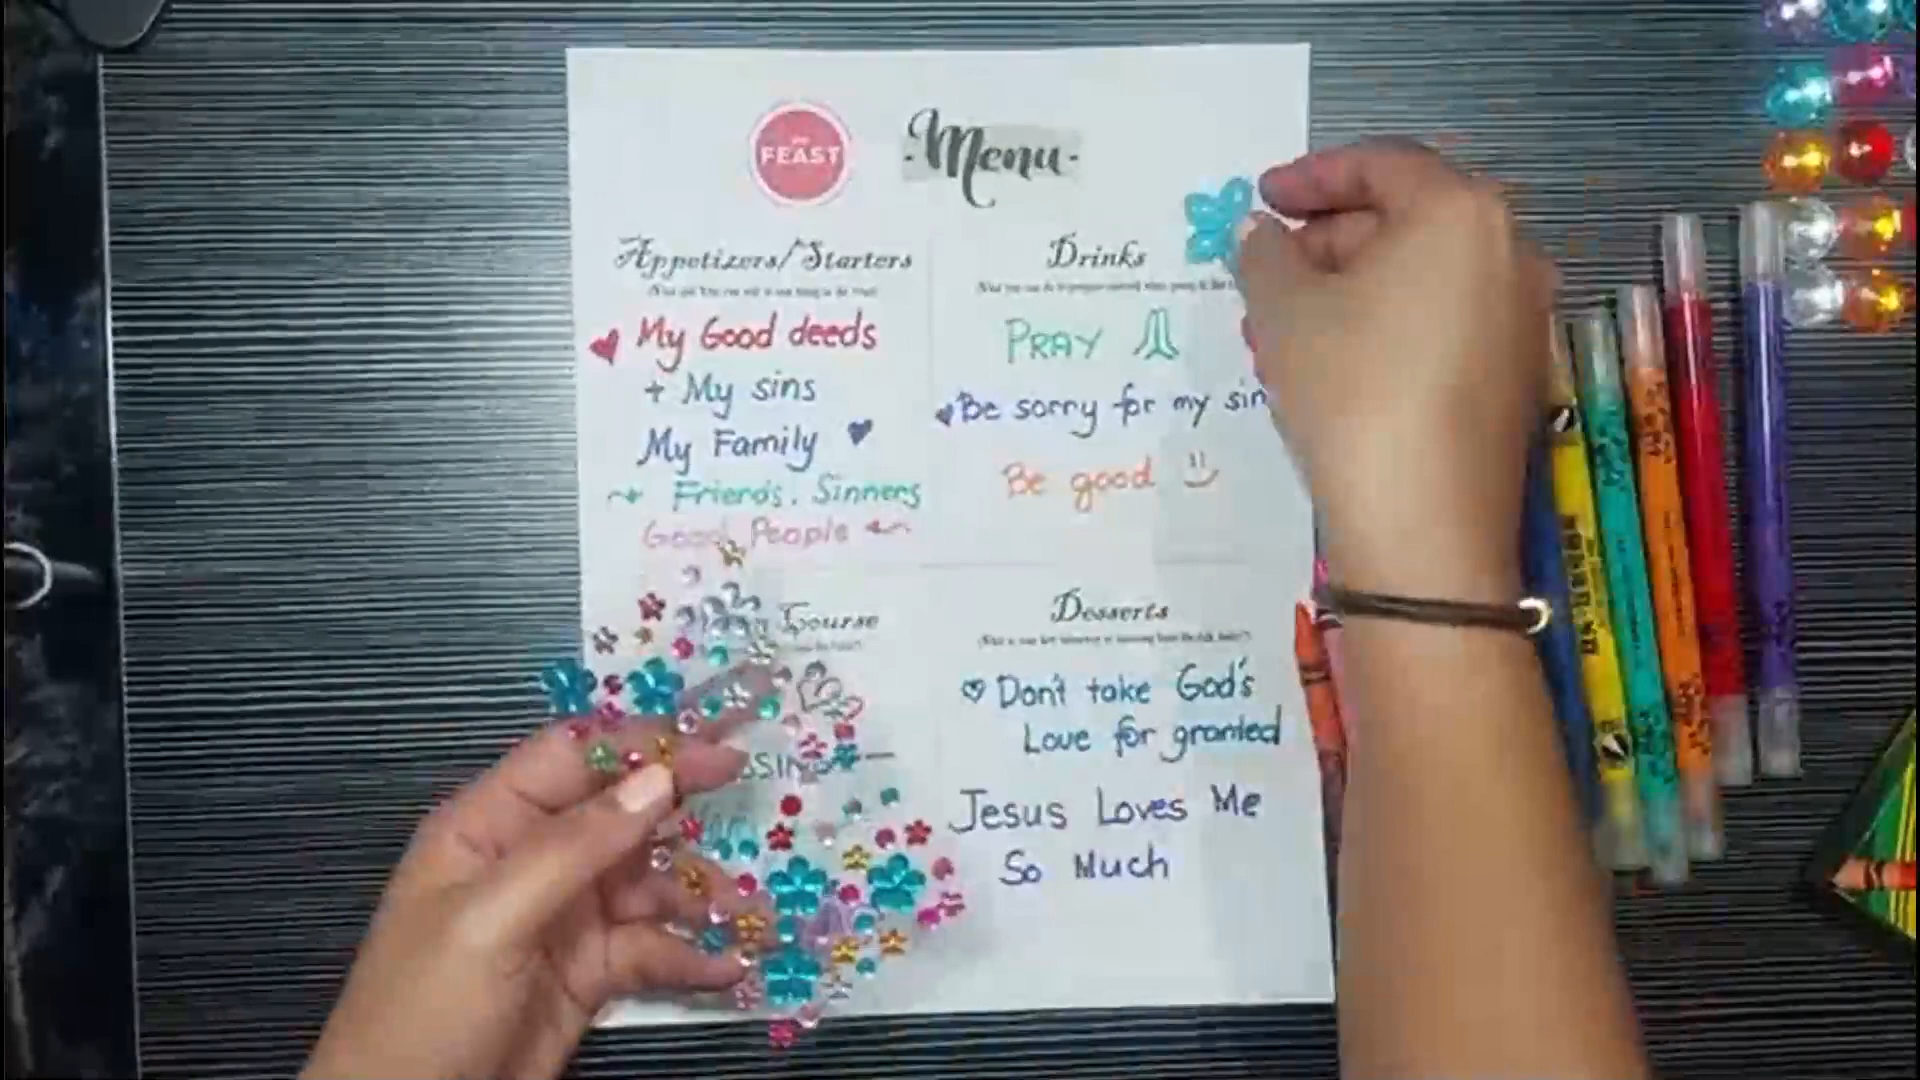 FEAST
Menu
Appetizers/Starters
My Good deeds
+ My sins
My Family
Friends. Sinners
Good People
Drinks
PRAY
Be sorry for my sin
Be good
Course
Desserts
Don't take God's
Love for granted
Jesus Loves Me
So Much